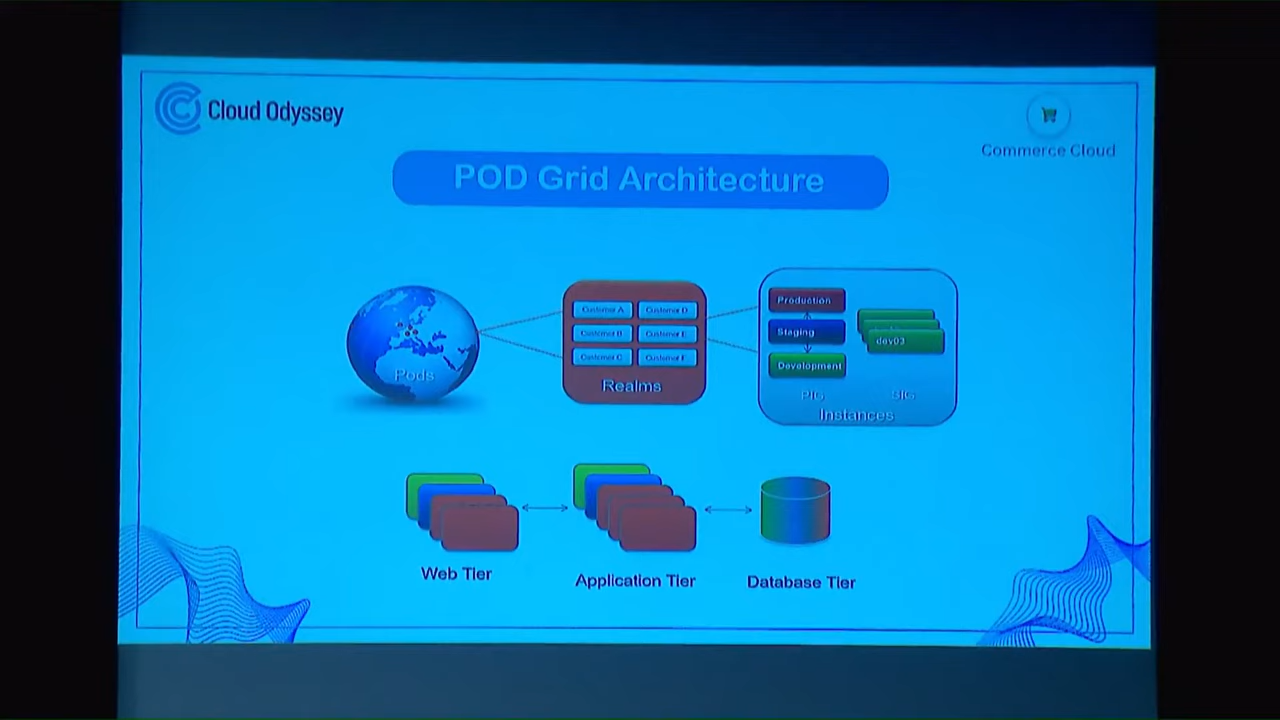 Cloud Odyssey
Commerce Cloud
POD Grid Architecture
Pods
Customer A
Customer D
Customer B
Customer E
Customer C
Customer F
Realms
Production
Staging
Development
dev03
PIG
SIG
Instances
Web Tier
Application Tier
Database Tier